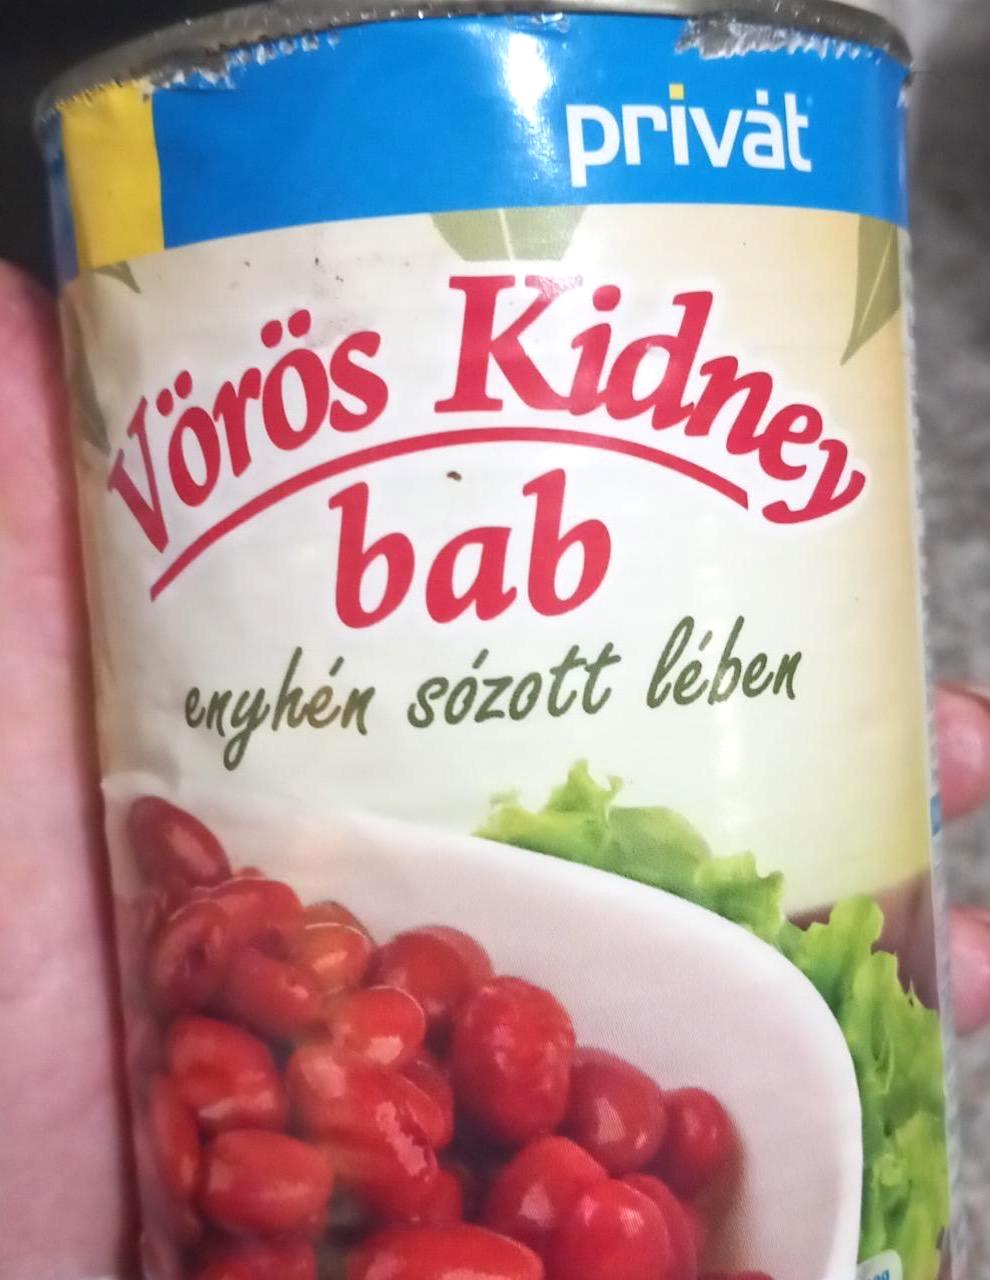 privát
Vörös Kidney
bab
enyhén sózott lében